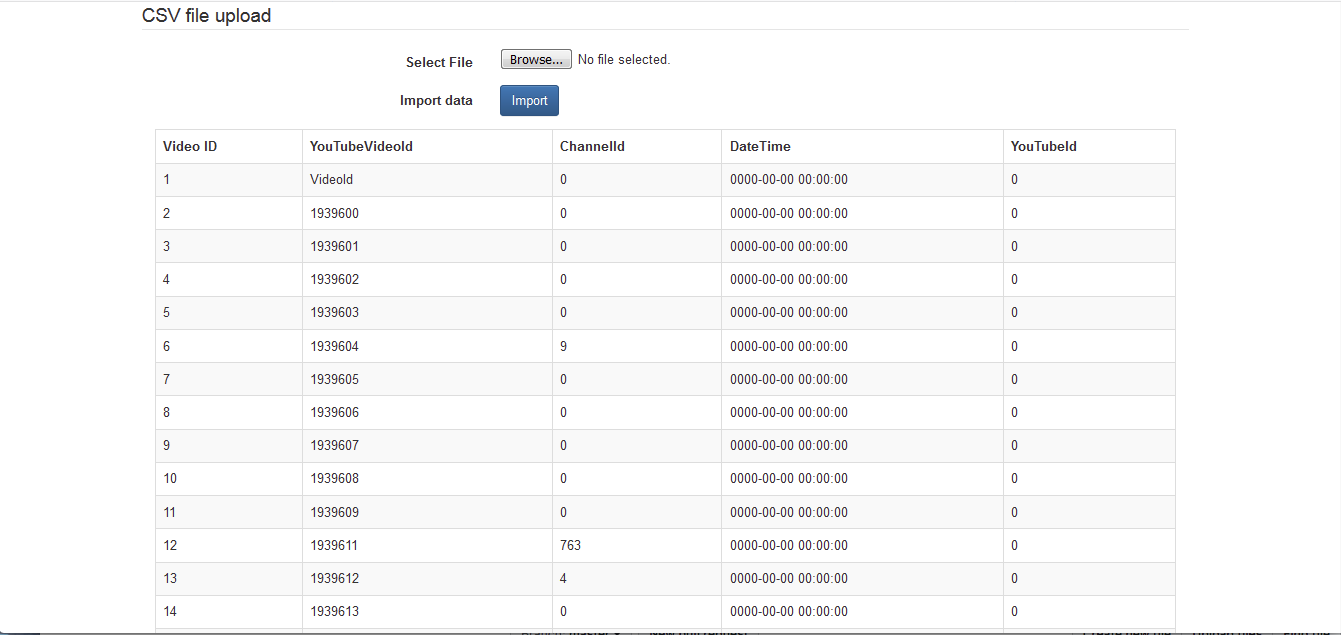 CSV file upload
Select File Browse... No file selected.
Import data Import
Video ID YouTubeVideoId ChannelId DateTime YouTubeId
1 VideoId 0 0000-00-00 00:00:00 0
2 1939600 0 0000-00-00 00:00:00 0
3 1939601 0 0000-00-00 00:00:00 0
4 1939602 0 0000-00-00 00:00:00 0
5 1939603 0 0000-00-00 00:00:00 0
6 1939604 9 0000-00-00 00:00:00 0
7 1939605 0 0000-00-00 00:00:00 0
8 1939606 0 0000-00-00 00:00:00 0
9 1939607 0 0000-00-00 00:00:00 0
10 1939608 0 0000-00-00 00:00:00 0
11 1939609 0 0000-00-00 00:00:00 0
12 1939611 763 0000-00-00 00:00:00 0
13 1939612 4 0000-00-00 00:00:00 0
14 1939613 0 0000-00-00 00:00:00 0